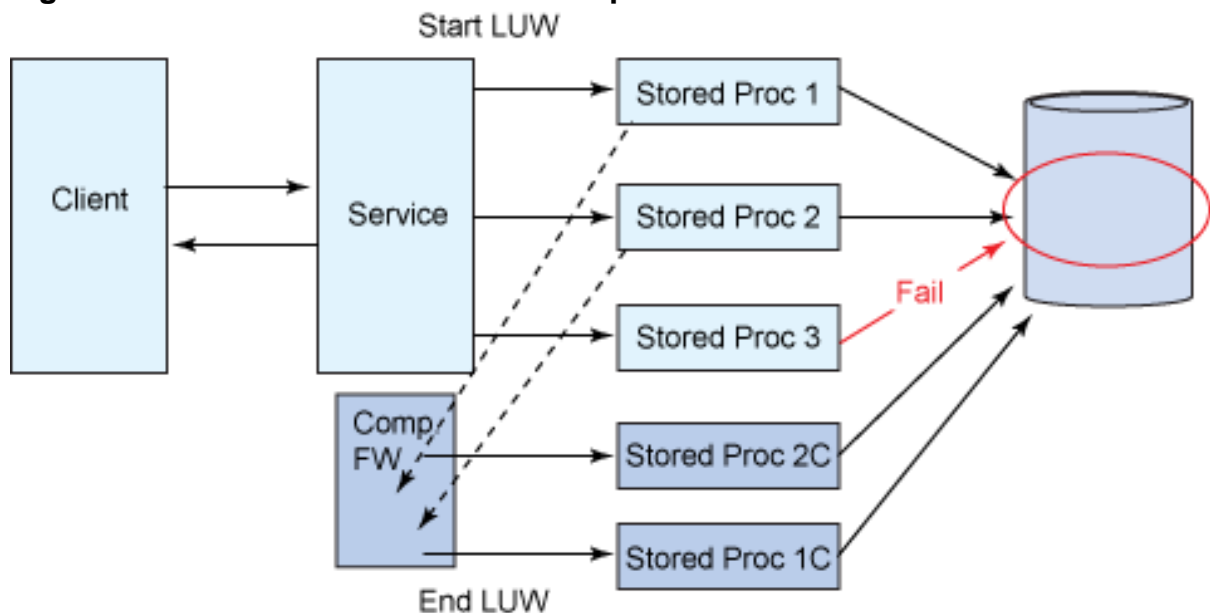 Start LUW
Client
Service
Stored Proc 1
Stored Proc 2
Stored Proc 3
Fail
Comp.
FW
Stored Proc 2C
Stored Proc 1C
End LUW